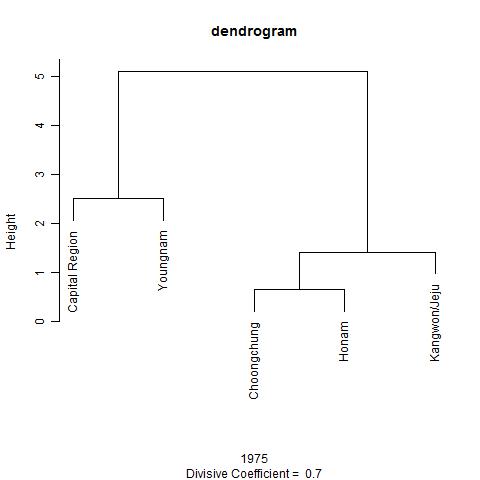 dendrogram
Height
5
4
3
2
1
0
Capital Region
Youngnam
Choongchung
Honam
Kangwon/Jeju
1975
Divisive Coefficient = 0.7